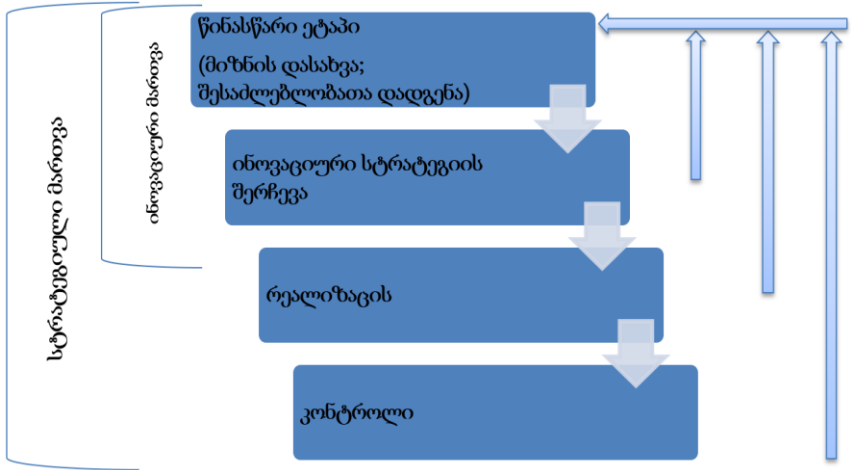 წინასწარი ეტაპი
(მიზნის დასახვა;
შესაძლებლობათა დადგენა)
ინოვაციური სტრატეგიის
შერჩევა
რეალიზაცის
კონტროლი
ინოვაციური მართვა
სტრატეგიული მართვა